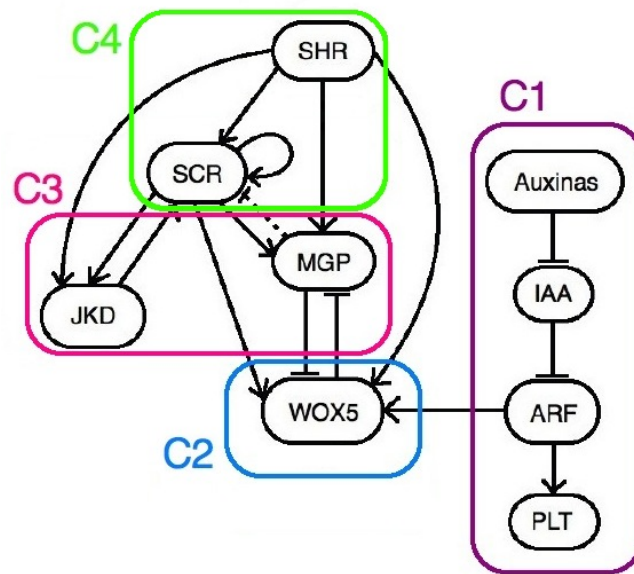 C4
SHR
C1
SCR
Auxinas
C3
MGP
IAA
JKD
WOX5
ARF
C2
PLT